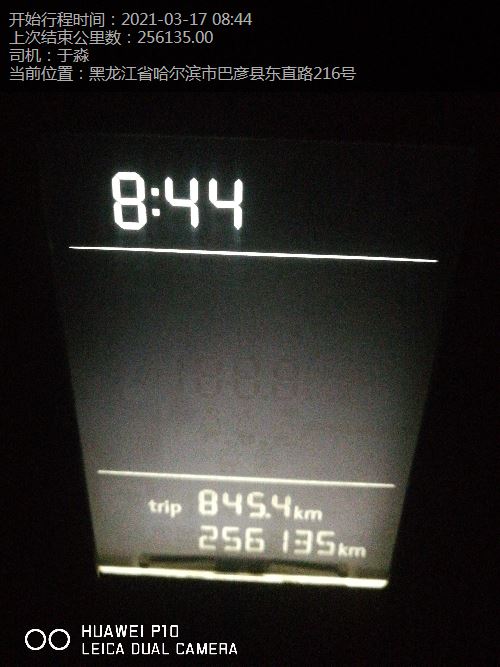 开始行程时间：2021-03-17 08:44
上次结束公里数：256135.00
司机：于淼
当前位置：黑龙江省哈尔滨市巴彦县东直路216号
8:44
trip 845.4km
256135km
HUAWEI P10
LEICA DUAL CAMERA